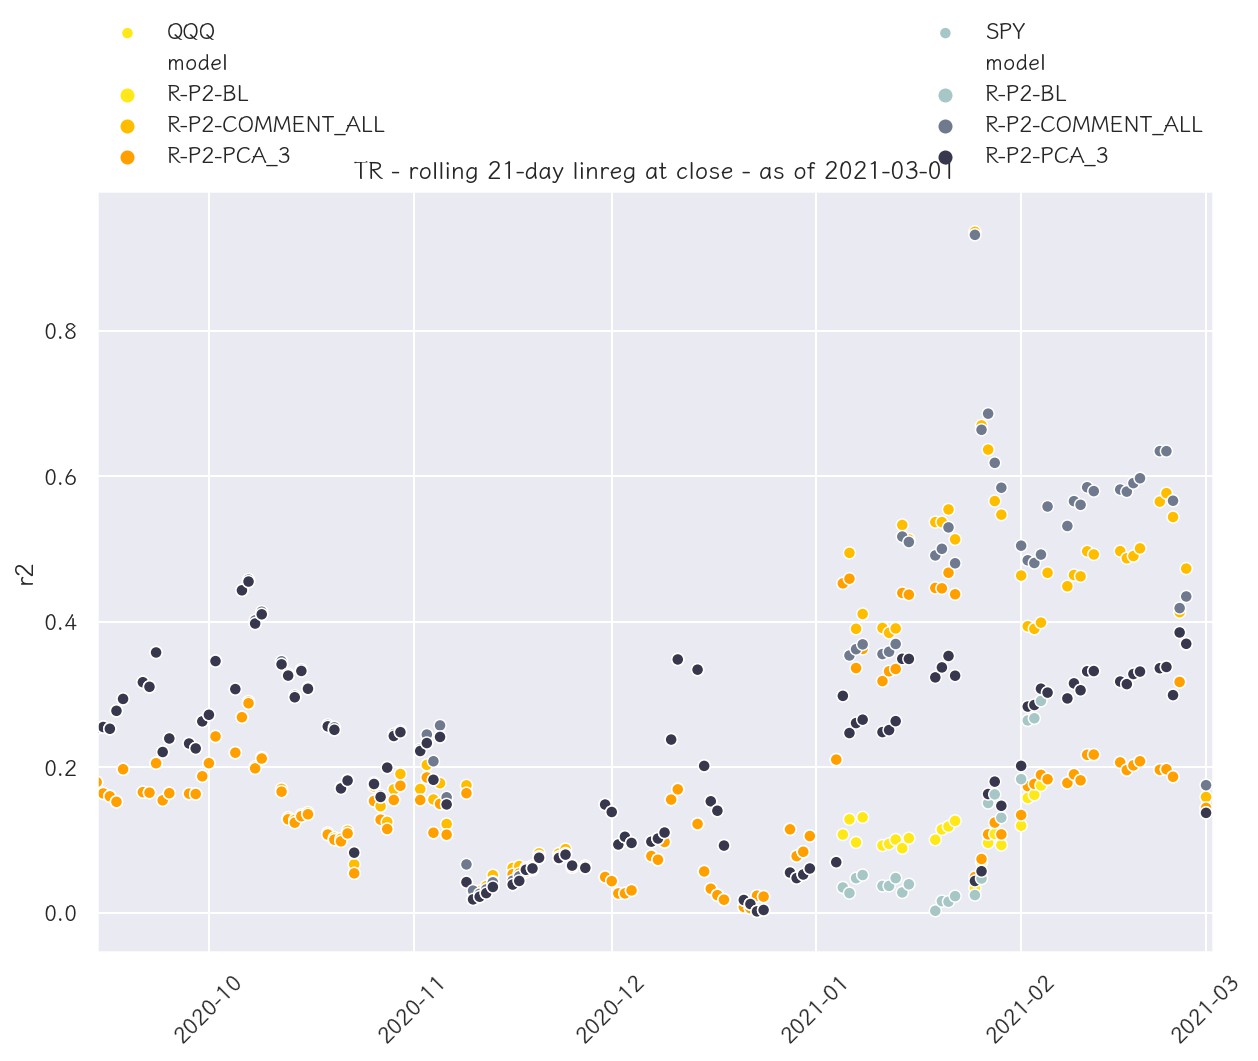 QQQ
model
R-P2-BL
R-P2-COMMENT_ALL
R-P2-PCA_3
SPY
model
R-P2-BL
R-P2-COMMENT_ALL
R-P2-PCA_3
TR - rolling 21-day linreg at close - as of 2021-03-01
r2
0.8
0.6
0.4
0.2
0.0
2020-10
2020-11
2020-12
2021-01
2021-02
2021-03